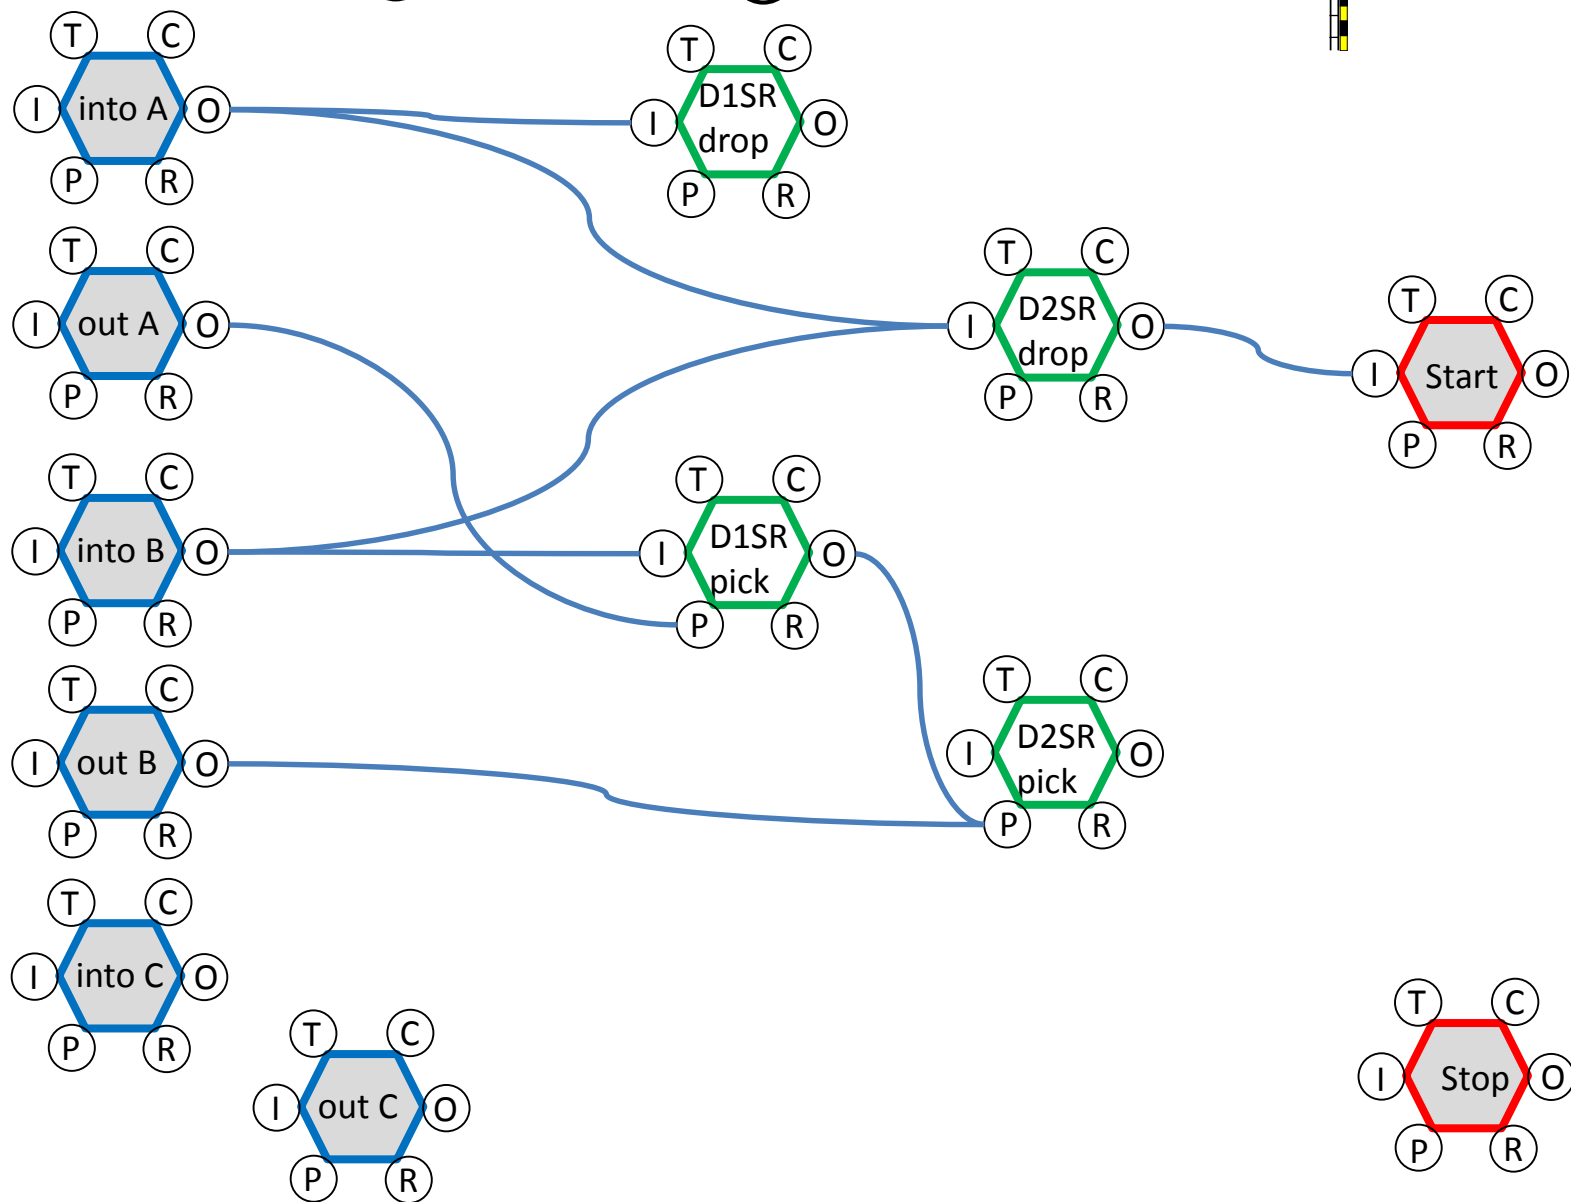 T C
I into A O
P R
T C
I D1SR O
drop
P R
T C
I out A O
P R
T C
I D2SR O
drop
P R
T C
I Start O
P R
T C
I into B O
P R
T C
I D1SR O
pick
P R
T C
I out B O
P R
T C
I D2SR O
pick
P R
T C
I into C O
P R
T C
I out C O
P R
T C
I Stop O
P R